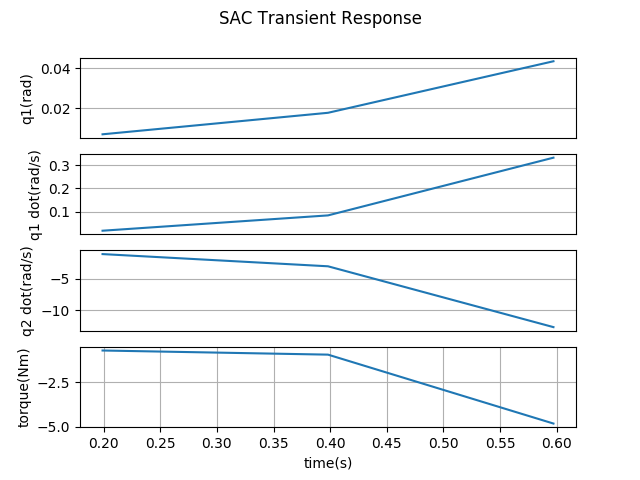 SAC Transient Response
q1(rad)
0.04
0.02
q1 dot(rad/s)
0.3
0.2
0.1
q2 dot(rad/s)
−5
−10
torque(Nm)
−2.5
−5.0
0.20 0.25 0.30 0.35 0.40 0.45 0.50 0.55 0.60
time(s)